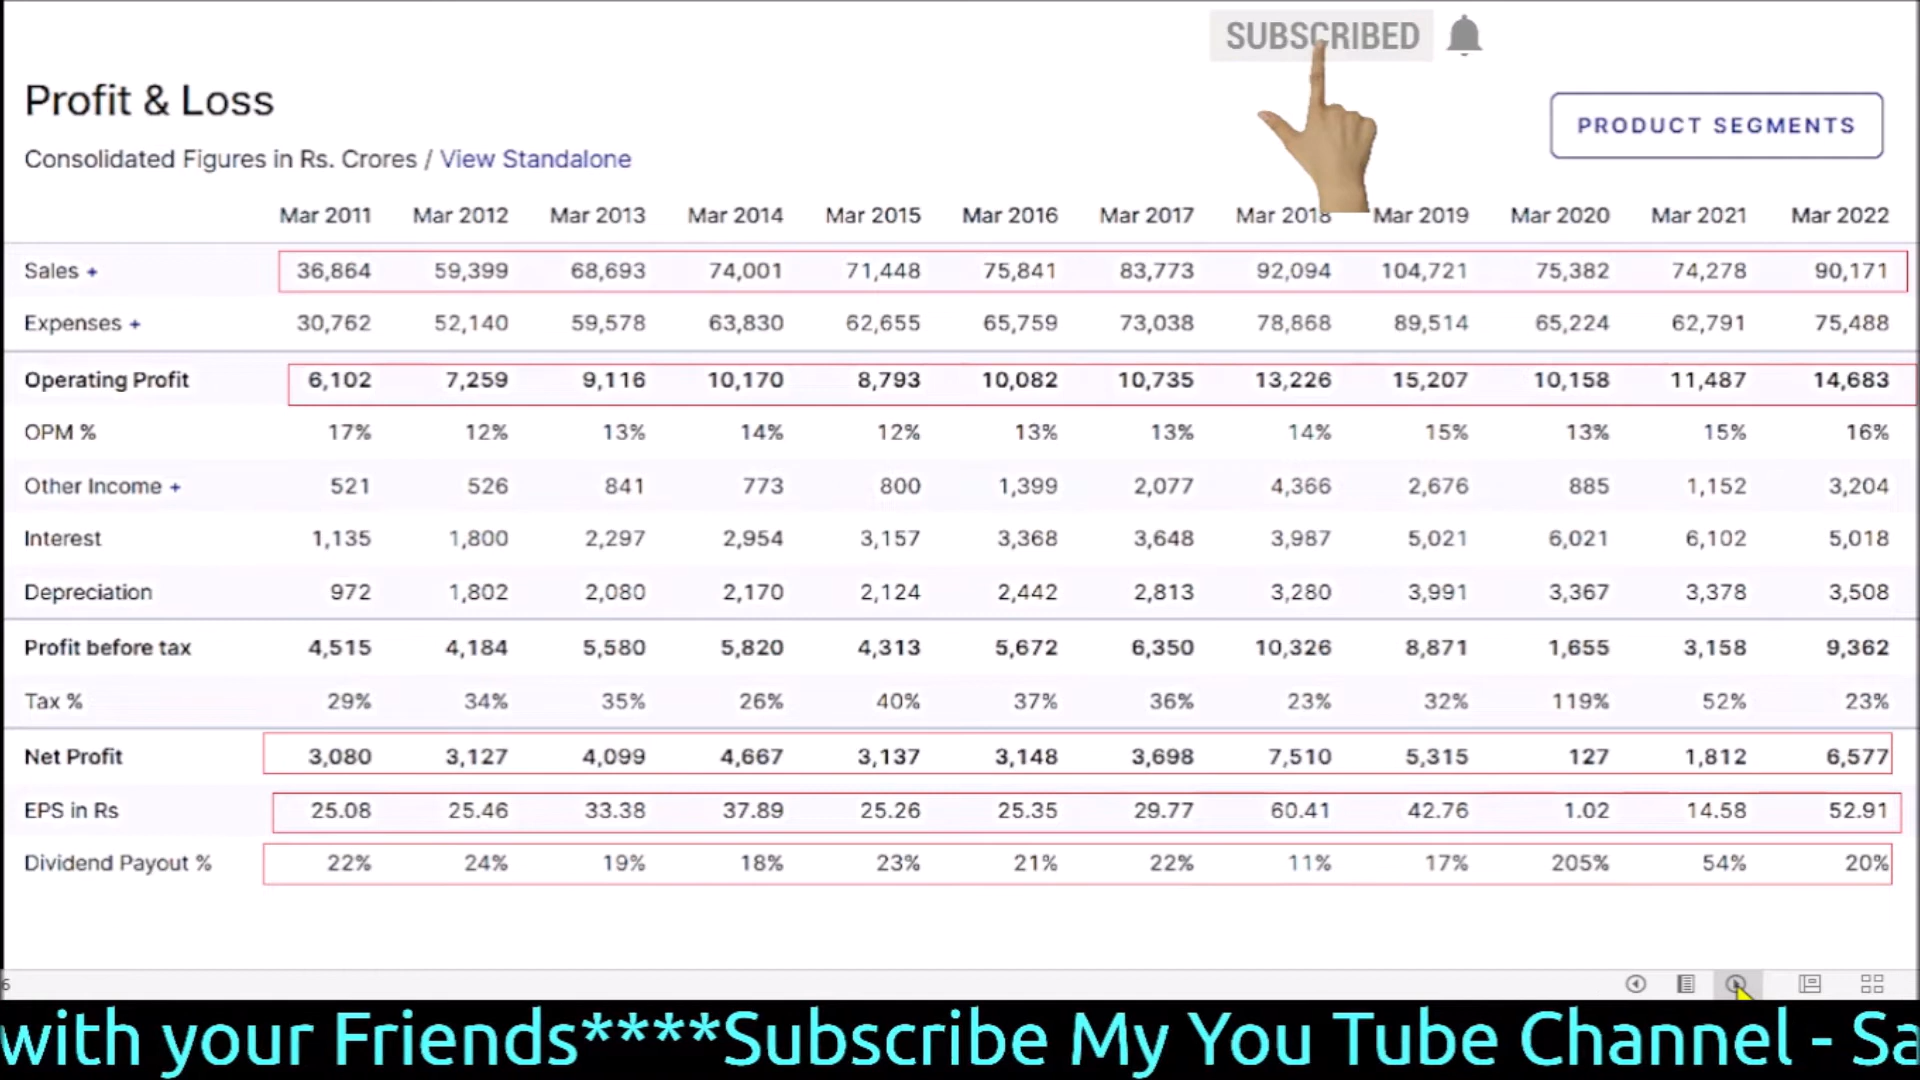 SUBSCRIBED
Profit & Loss
PRODUCT SEGMENTS
Consolidated Figures in Rs. Crores / View Standalone
Mar 2011 Mar 2012 Mar 2013 Mar 2014 Mar 2015 Mar 2016 Mar 2017 Mar 2018 Mar 2019 Mar 2020 Mar 2021 Mar 2022
Sales + 36,864 59,399 68,693 74,001 71,448 75,841 83,773 92,094 104,721 75,382 74,278 90,171
Expenses + 30,762 52,140 59,578 63,830 62,655 65,759 73,038 78,868 89,514 65,224 62,791 75,488
Operating Profit 6,102 7,259 9,116 10,170 8,793 10,082 10,735 13,226 15,207 10,158 11,487 14,683
OPM % 17% 12% 13% 14% 12% 13% 13% 14% 15% 13% 15% 16%
Other Income + 521 526 841 773 800 1,399 2,077 4,366 2,676 885 1,152 3,204
Interest 1,135 1,800 2,297 2,954 3,157 3,368 3,648 3,987 5,021 6,021 6,102 5,018
Depreciation 972 1,802 2,080 2,170 2,124 2,442 2,813 3,280 3,991 3,367 3,378 3,508
Profit before tax 4,515 4,184 5,580 5,820 4,313 5,672 6,350 10,326 8,871 1,655 3,158 9,362
Tax % 29% 34% 35% 26% 40% 37% 36% 23% 32% 119% 52% 23%
Net Profit 3,080 3,127 4,099 4,667 3,137 3,148 3,698 7,510 5,315 127 1,812 6,577
EPS in Rs 25.08 25.46 33.38 37.89 25.26 25.35 29.77 60.41 42.76 1.02 14.58 52.91
Dividend Payout % 22% 24% 19% 18% 23% 21% 22% 11% 17% 205% 54% 20%
6
with your Friends****Subscribe My You Tube Channel - Sa